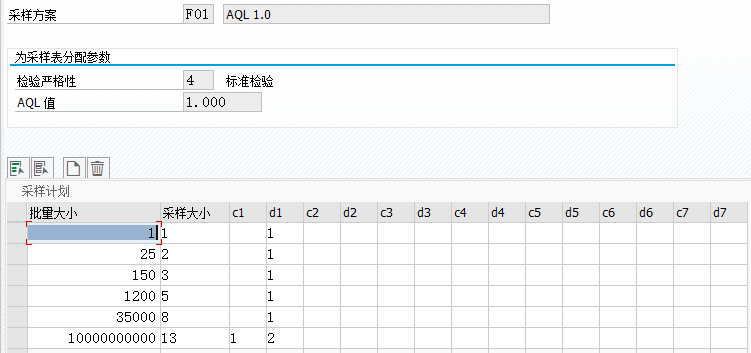 采样方案 F01 AQL 1.0
为采样表分配参数
检验严格性 4 标准检验
AQL 值 1.000
采样计划
批量大小 采样大小 c1 d1 c2 d2 c3 d3 c4 d4 c5 d5 c6 d6 c7 d7
1 1 1
25 2 1
150 3 1
1200 5 1
35000 8 1
10000000000 13 1 2